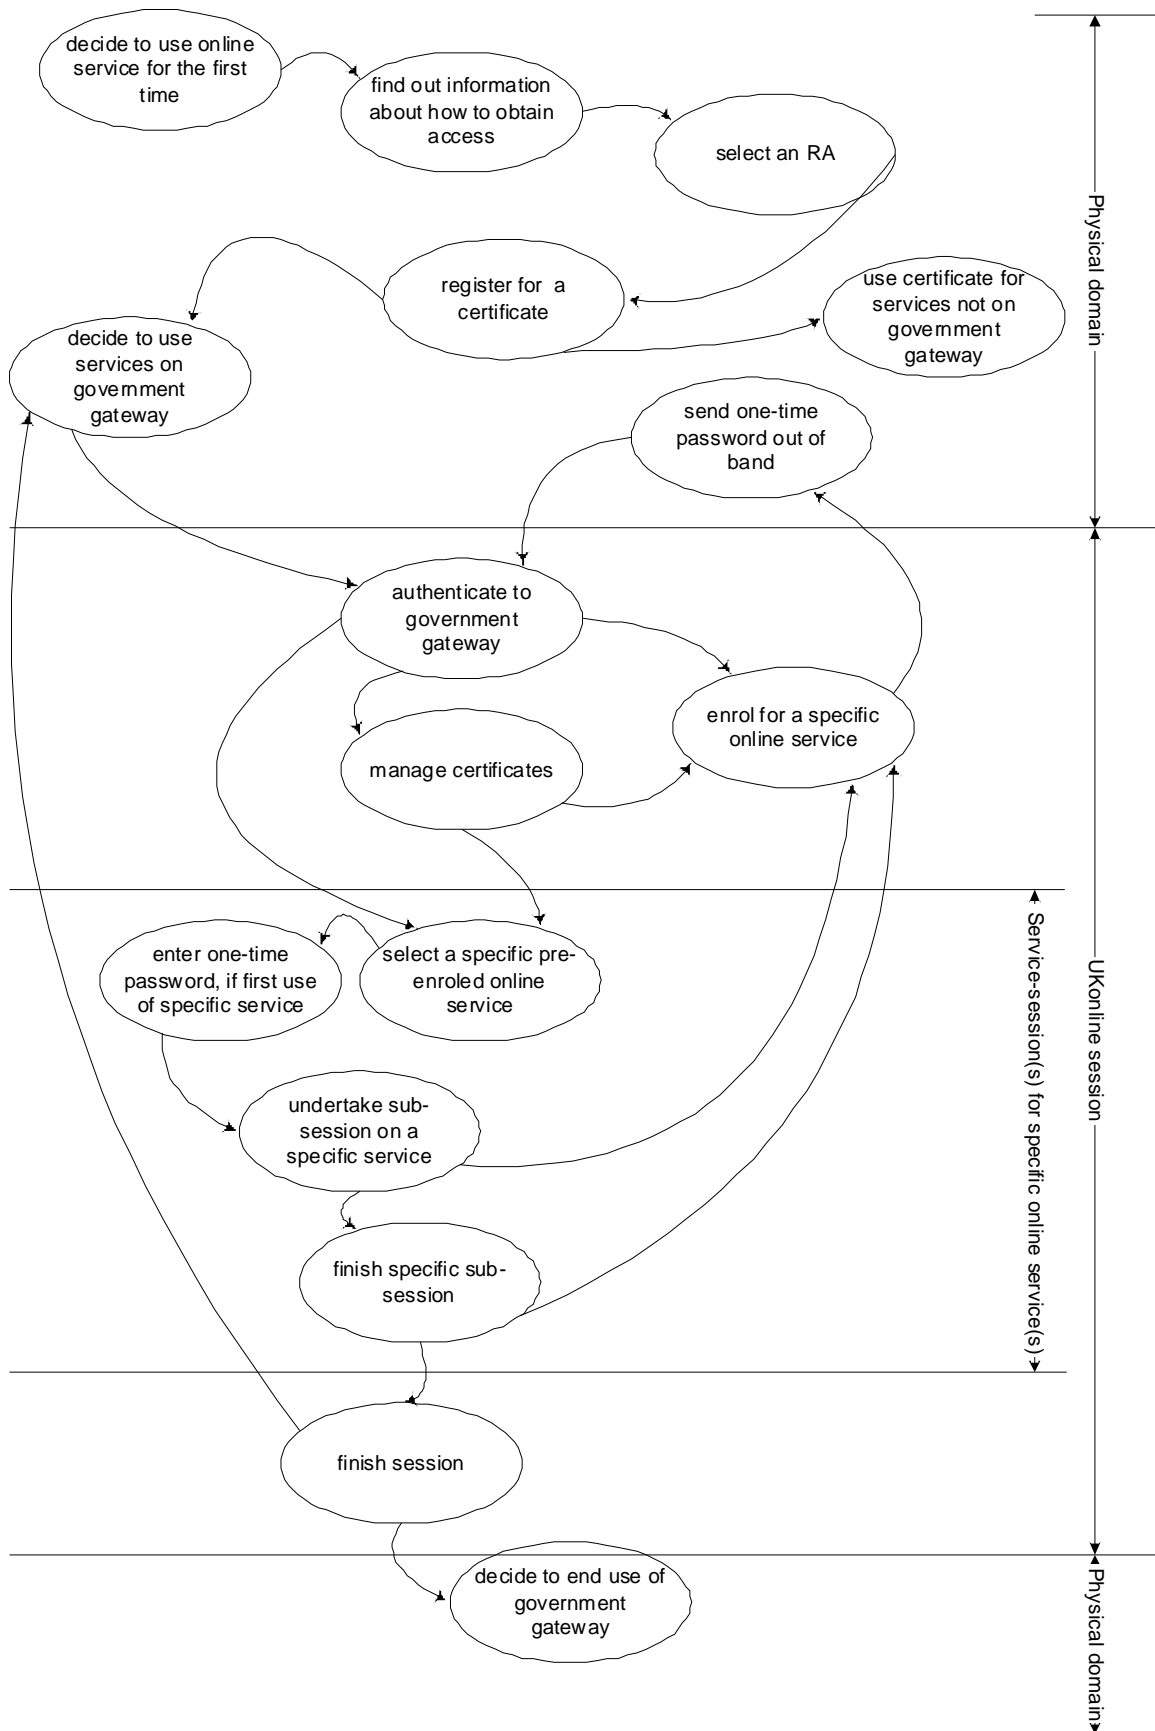 decide to use online
service for the first
time
find out information
about how to obtain
access
select an RA
register for a
certificate
use certificate for
services not on
government
gateway
decide to use
services on
government
gateway
send one-time
password out of
band
Physical domain
authenticate to
government
gateway
enrol for a specific
online service
manage certificates
enter one-time
password, if first use
of specific service
select a specific pre-
enroled online
service
undertake sub-
session on a
specific service
finish specific sub-
session
Service-session(s) for specific online service(s)
UKonline session
finish session
decide to end use of
government
gateway
Physical domain